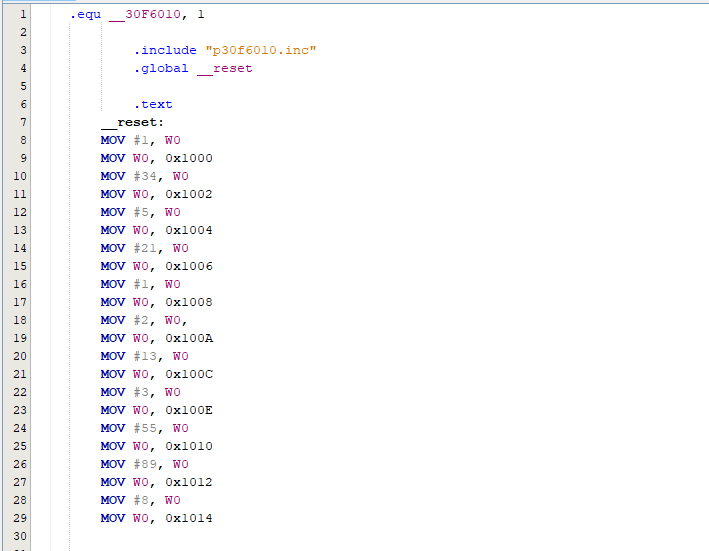 1 .equ __30F6010, 1
2
3 .include "p30f6010.inc"
4 .global __reset
5
6 .text
7 __reset:
8 MOV #1, W0
9 MOV W0, 0x1000
10 MOV #34, W0
11 MOV W0, 0x1002
12 MOV #5, W0
13 MOV W0, 0x1004
14 MOV #21, W0
15 MOV W0, 0x1006
16 MOV #1, W0
17 MOV W0, 0x1008
18 MOV #2, W0,
19 MOV W0, 0x100A
20 MOV #13, W0
21 MOV W0, 0x100C
22 MOV #3, W0
23 MOV W0, 0x100E
24 MOV #55, W0
25 MOV W0, 0x1010
26 MOV #89, W0
27 MOV W0, 0x1012
28 MOV #8, W0
29 MOV W0, 0x1014
30